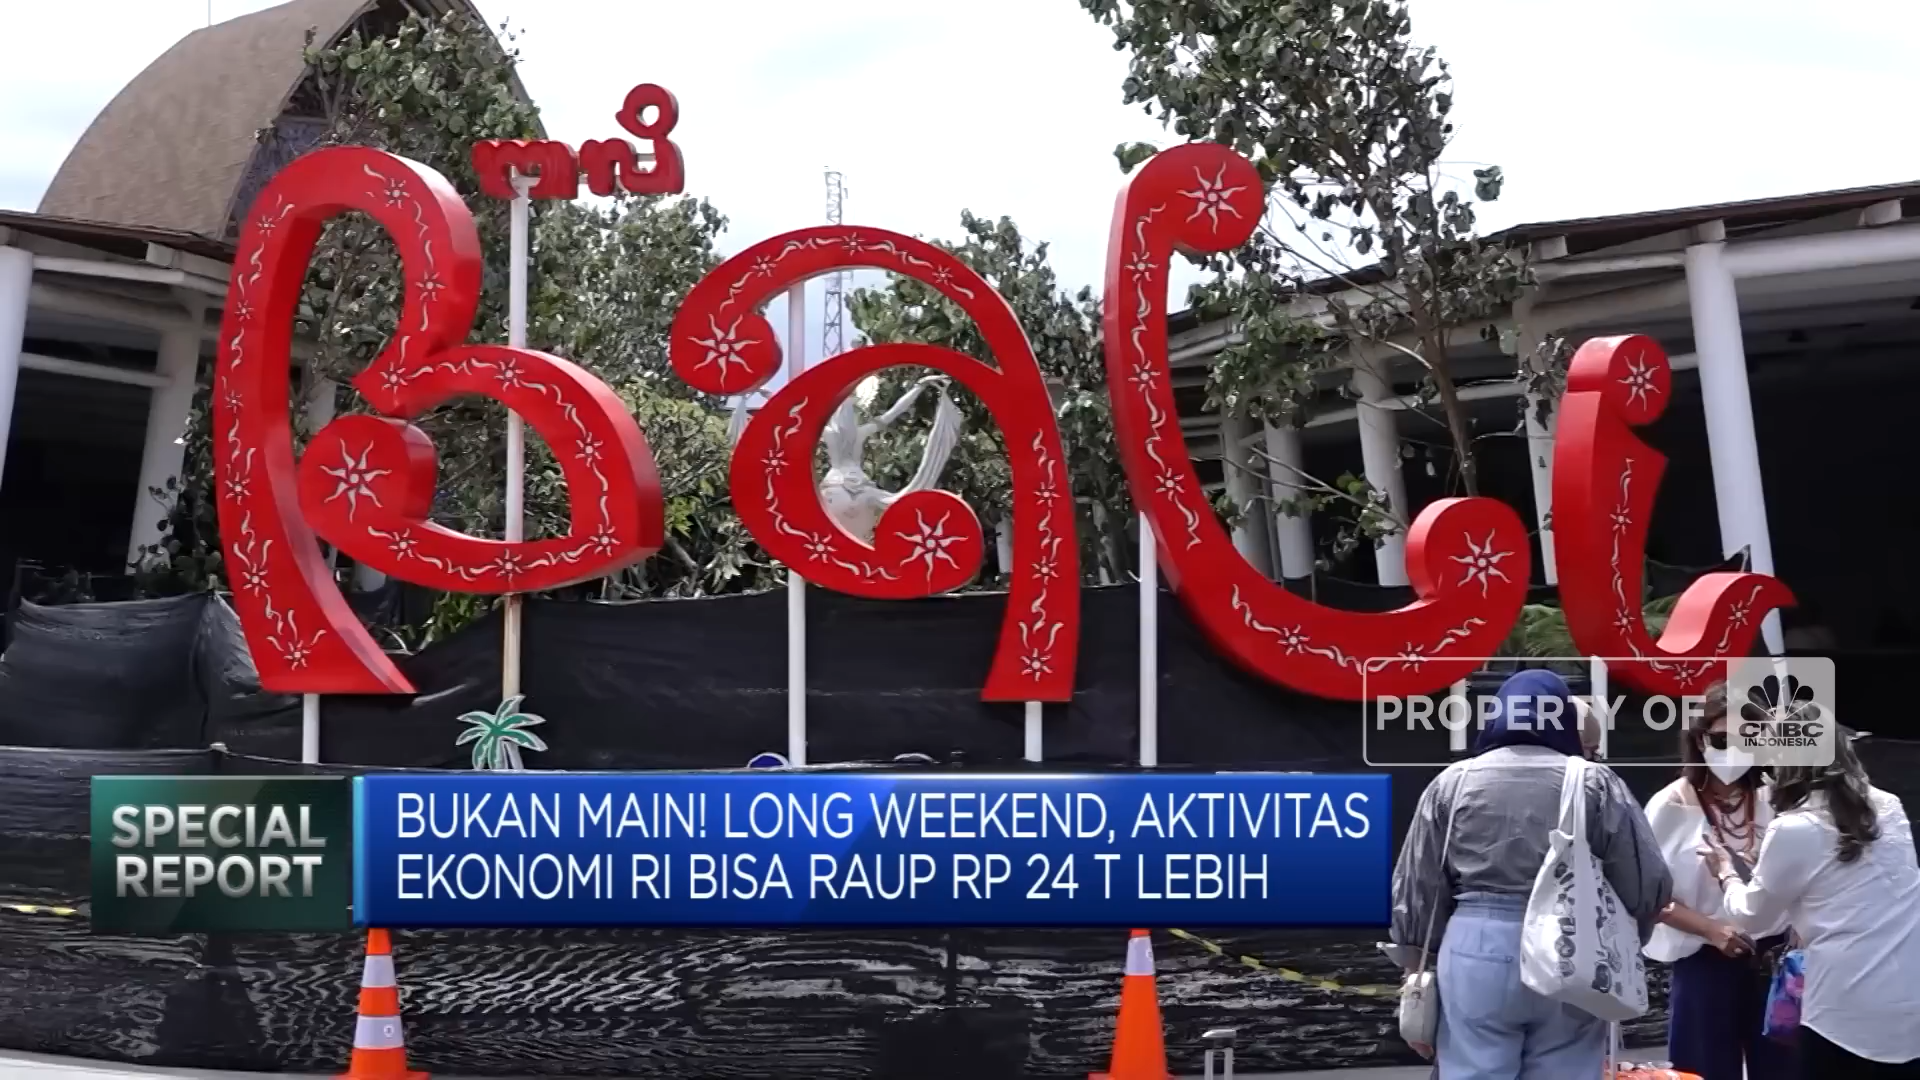 ᬩᬮᬶ
Bali
PROPERTY OF CNBC INDONESIA
SPECIAL REPORT
BUKAN MAIN! LONG WEEKEND, AKTIVITAS
EKONOMI RI BISA RAUP RP 24 T LEBIH